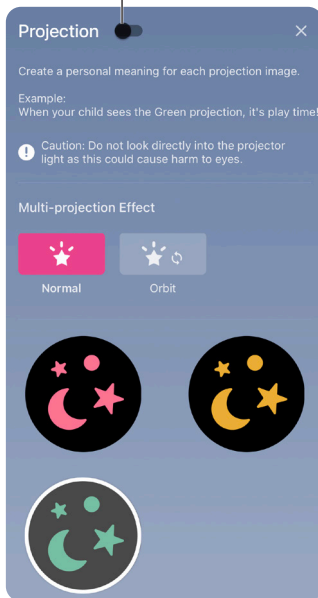 Projection
Create a personal meaning for each projection image.
Example:
When your child sees the Green projection, it's play time!
Caution: Do not look directly into the projector
light as this could cause harm to eyes.
Multi-projection Effect
Normal
Orbit